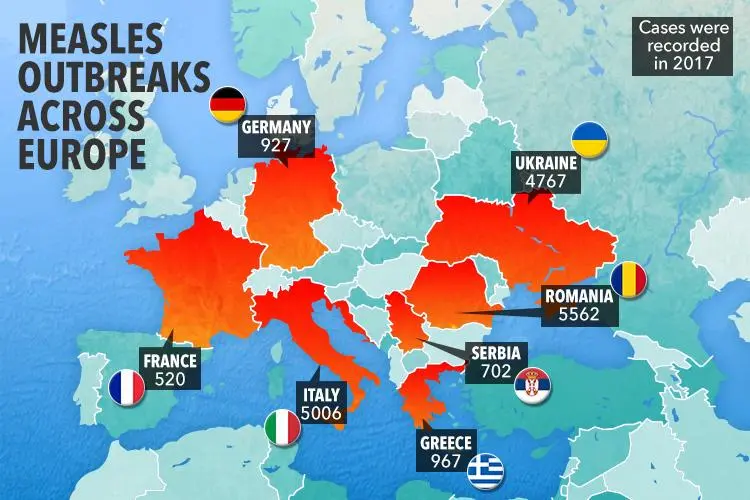 MEASLES
OUTBREAKS
ACROSS
EUROPE
Cases were
recorded
in 2017
GERMANY
927
UKRAINE
4767
ROMANIA
5562
FRANCE
520
SERBIA
702
ITALY
5006
GREECE
967